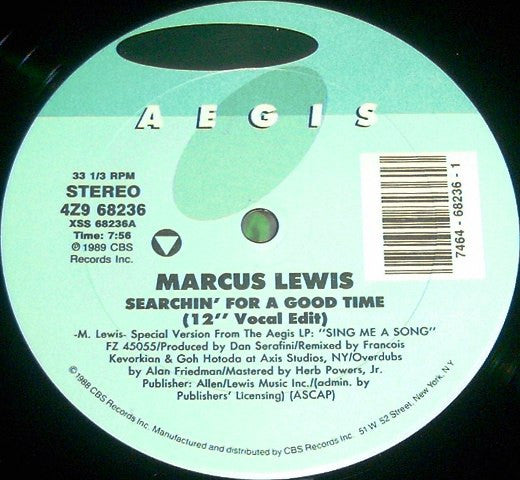 AEGIS
33 1/3 RPM
STEREO
4Z9 68236
XSS 68236A
Time: 7:56
℗ 1989 CBS
Records Inc.
7464 - 68236 - 1
MARCUS LEWIS
SEARCHIN' FOR A GOOD TIME
(12'' Vocal Edit)
-M. Lewis- Special Version From The Aegis LP: "SING ME A SONG"
FZ 45055/Produced by Dan Serafini/Remixed by Francois
Kevorkian & Goh Hotoda at Axis Studios, NY/Overdubs
by Alan Friedman/Mastered by Herb Powers, Jr.
Publisher: Allen/Lewis Music Inc./(admin. by
Publishers' Licensing) (ASCAP)
© 1988 CBS Records Inc. Manufactured and distributed by CBS Records Inc. 51 W. 52 Street, New York, N.Y.